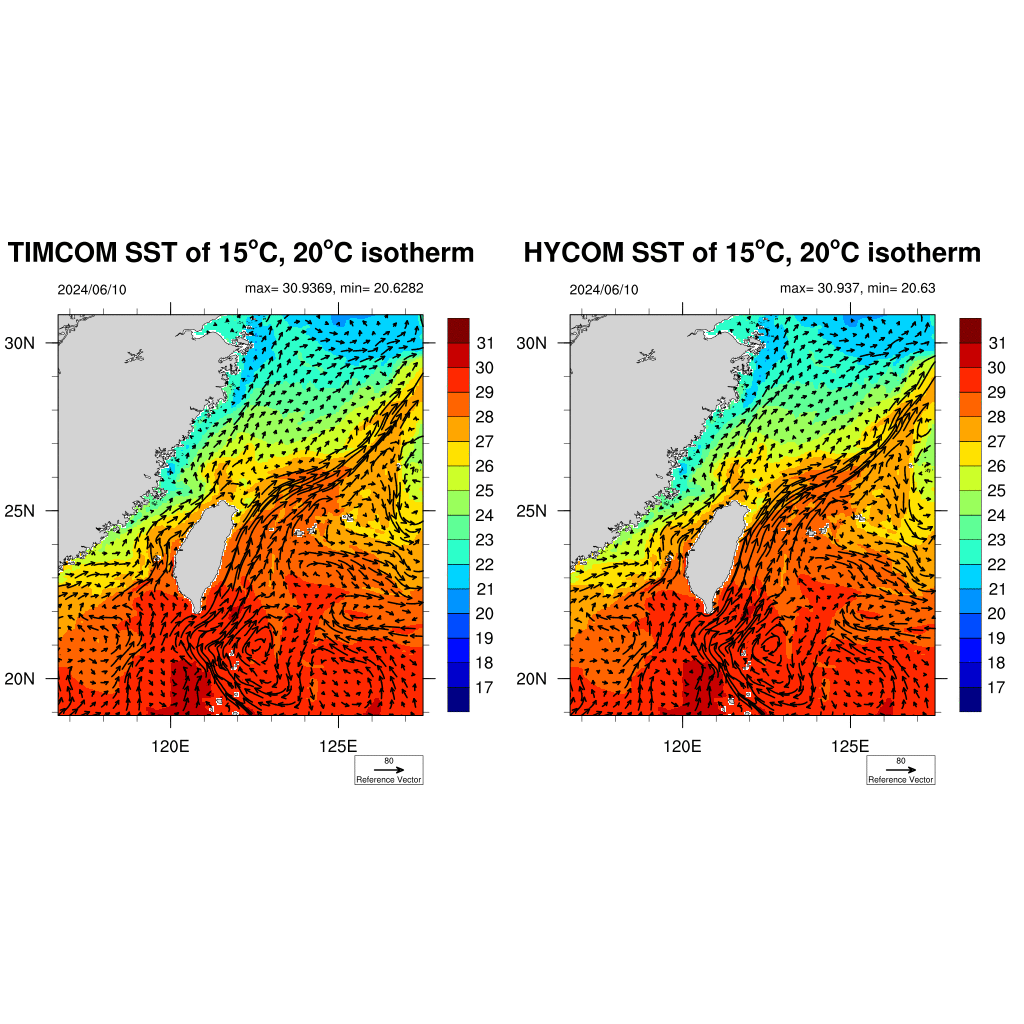 TIMCOM SST of 15°C, 20°C isotherm
2024/06/10
max= 30.9369, min= 20.6282
30N
25N
20N
120E
125E
31
30
29
28
27
26
25
24
23
22
21
20
19
18
17
80
Reference Vector
HYCOM SST of 15°C, 20°C isotherm
2024/06/10
max= 30.937, min= 20.63
30N
25N
20N
120E
125E
31
30
29
28
27
26
25
24
23
22
21
20
19
18
17
80
Reference Vector